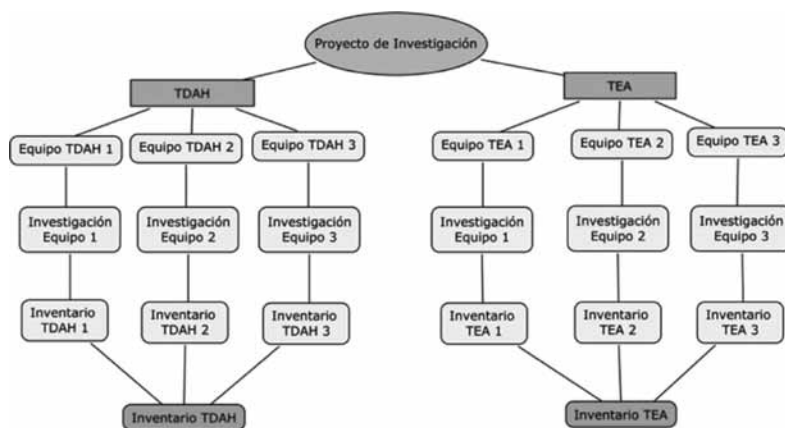 Proyecto de Investigación
TDAH
TEA
Equipo TDAH 1
Equipo TDAH 2
Equipo TDAH 3
Equipo TEA 1
Equipo TEA 2
Equipo TEA 3
Investigación
Equipo 1
Investigación
Equipo 2
Investigación
Equipo 3
Investigación
Equipo 1
Investigación
Equipo 2
Investigación
Equipo 3
Inventario
TDAH 1
Inventario
TDAH 2
Inventario
TDAH 3
Inventario
TEA 1
Inventario
TEA 2
Inventario
TEA 3
Inventario TDAH
Inventario TEA